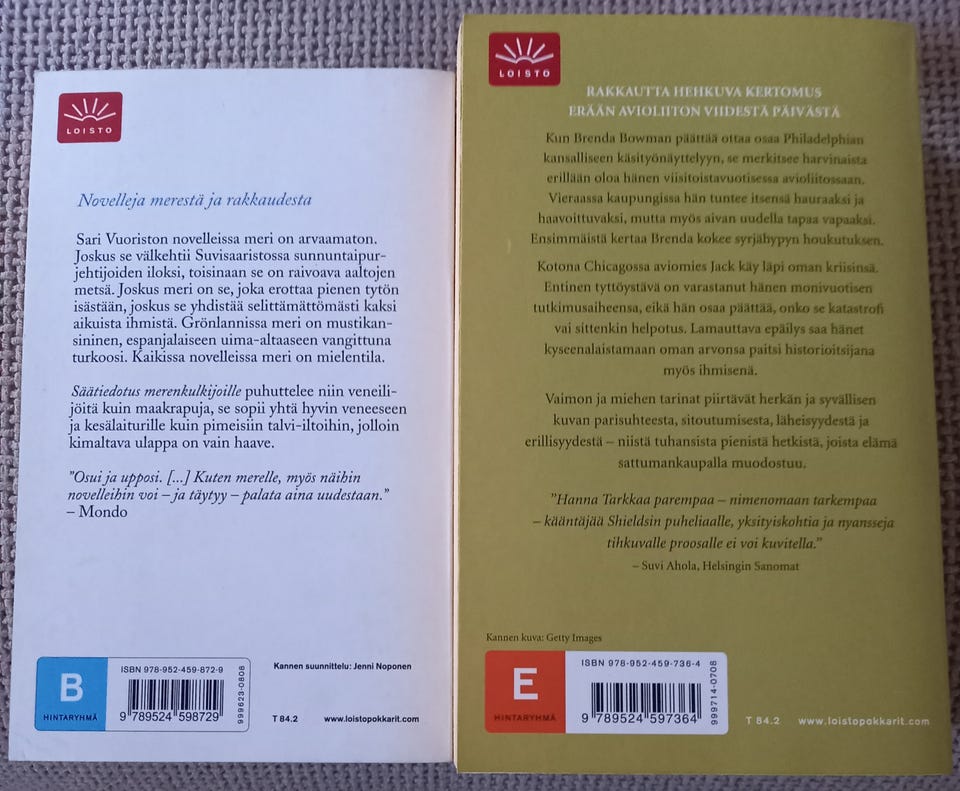 LOISTO
Novelleja merestä ja rakkaudesta
Sari Vuoriston novelleissa meri on arvaamaton.
Joskus se välkehtii Suvisaaristossa sunnuntaipur-
jehtijoiden iloksi, toisinaan se on raivoava aaltojen
metsä. Joskus meri on se, joka erottaa pienen tytön
isästään, joskus se yhdistää selittämättömästi kaksi
aikuista ihmistä. Grönlannissa meri on mustikan-
sininen, espanjalaiseen uima-altaaseen vangittuna
turkoosi. Kaikissa novelleissa meri on mielentila.
Säätiedotus merenkulkijoille puhuttelee niin veneili-
jöitä kuin maakrapuja, se sopii yhtä hyvin veneeseen
ja kesälaiturille kuin pimeisiin talvi-iltoihin, jolloin
kimaltava ulappa on vain haave.
"Osui ja upposi. [...] Kuten merelle, myös näihin
novelleihin voi – ja täytyy – palata aina uudestaan."
– Mondo
B
HINTARYHMÄ
ISBN 978-952-459-872-9
9 789524 598729
999623-0808
Kannen suunnittelu: Jenni Noponen
T 84.2 www.loistopokkarit.com
LOISTO
RAKKAUTTA HEHKUVA KERTOMUS
ERÄÄN AVIOLIITON VIIDESTÄ PÄIVÄSTÄ
Kun Brenda Bowman päättää ottaa osaa Philadelphian
kansalliseen käsityönäyttelyyn, se merkitsee harvinaista
erillään oloa hänen viisitoistavuotisessa avioliitossaan.
Vieraassa kaupungissa hän tuntee itsensä hauraaksi ja
haavoittuvaksi, mutta myös aivan uudella tapaa vapaaksi.
Ensimmäistä kertaa Brenda kokee syrjähypyn houkutuksen.
Kotona Chicagossa aviomies Jack käy läpi oman kriisinsä.
Entinen tyttöystävä on varastanut hänen monivuotisen
tutkimusaiheensa, eikä hän osaa päättää, onko se katastrofi
vai sittenkin helpotus. Lamauttava epäilys saa hänet
kyseenalaistamaan oman arvonsa paitsi historioitsijana
myös ihmisenä.
Vaimon ja miehen tarinat piirtävät herkän ja syvällisen
kuvan parisuhteesta, sitoutumisesta, läheisyydestä ja
erillisyydestä – niistä tuhansista pienistä hetkistä, joista elämä
sattumankaupalla muodostuu.
"Hanna Tarkkaa parempaa – nimenomaan tarkempaa
– kääntäjää Shieldsin puheliaalle, yksityiskohtia ja nyansseja
tihkuvalle proosalle ei voi kuvitella."
– Suvi Ahola, Helsingin Sanomat
Kannen kuva: Getty Images
E
HINTARYHMÄ
ISBN 978-952-459-736-4
9 789524 597364
999714-0708
T 84.2 www.loistopokkarit.com